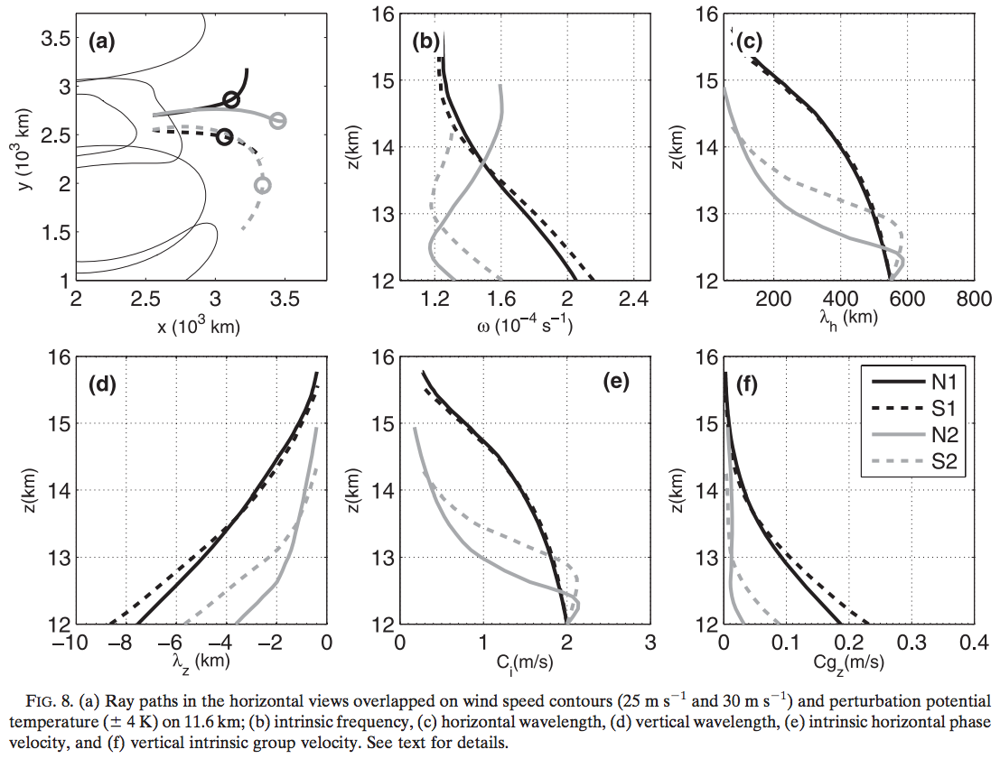 (a)
3.5
3
2.5
2
1.5
1
y (10³ km)
2
2.5
3
3.5
x (10³ km)
(b)
16
15
14
13
12
z(km)
1.2
1.6
2
2.4
ω (10⁻⁴ s⁻¹)
(c)
16
15
14
13
12
z(km)
200
400
600
800
λh (km)
(d)
16
15
14
13
12
z(km)
−10
−8
−6
−4
−2
0
λz (km)
(e)
16
15
14
13
12
z(km)
0
1
2
3
Ci(m/s)
(f)
16
15
14
13
12
z(km)
0
0.1
0.2
0.3
0.4
Cgz(m/s)
N1
S1
N2
S2
FIG. 8. (a) Ray paths in the horizontal views overlapped on wind speed contours (25 m s⁻¹ and 30 m s⁻¹) and perturbation potential
temperature (± 4 K) on 11.6 km; (b) intrinsic frequency, (c) horizontal wavelength, (d) vertical wavelength, (e) intrinsic horizontal phase
velocity, and (f) vertical intrinsic group velocity. See text for details.